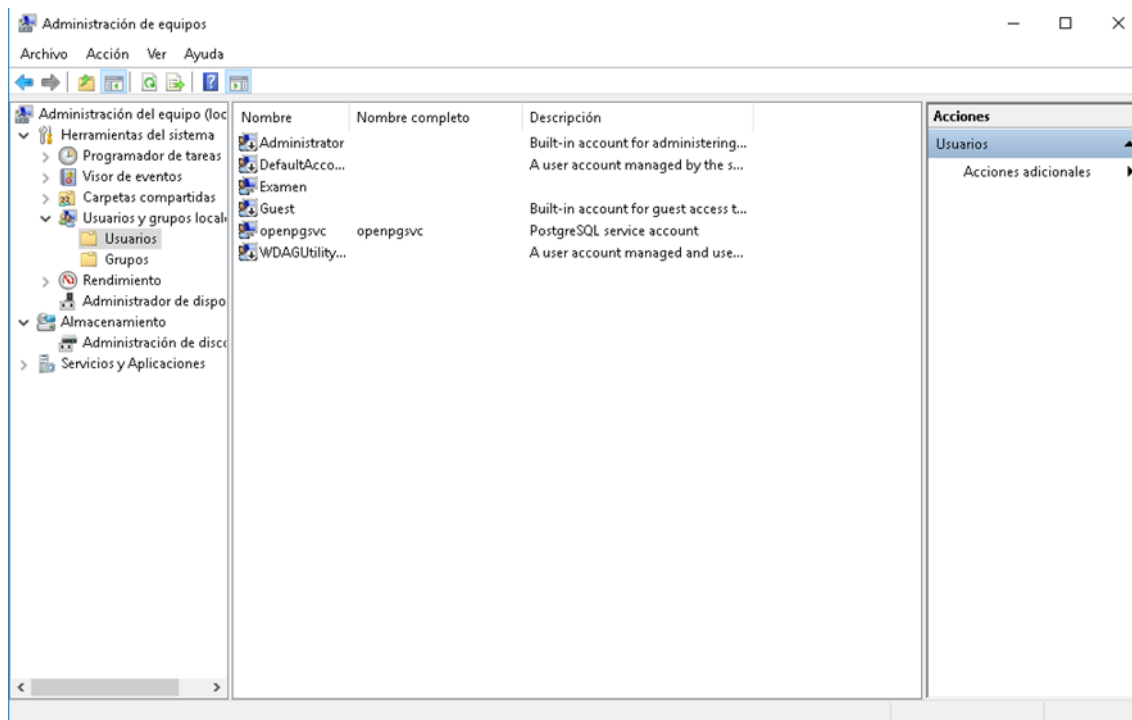 Administración de equipos
Archivo Acción Ver Ayuda
Administración del equipo (loc
Herramientas del sistema
Programador de tareas
Visor de eventos
Carpetas compartidas
Usuarios y grupos local
Usuarios
Grupos
Rendimiento
Administrador de dispo
Almacenamiento
Administración de disco
Servicios y Aplicaciones
Nombre Nombre completo Descripción
Administrator Built-in account for administering...
DefaultAcco... A user account managed by the s...
Examen
Guest Built-in account for guest access t...
openpgsvc openpgsvc PostgreSQL service account
WDAGUtility... A user account managed and use...
Acciones
Usuarios
Acciones adicionales